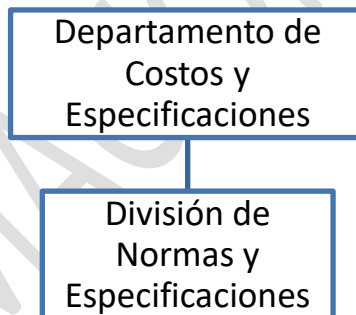 Departamento de
Costos y
Especificaciones
División de
Normas y
Especificaciones